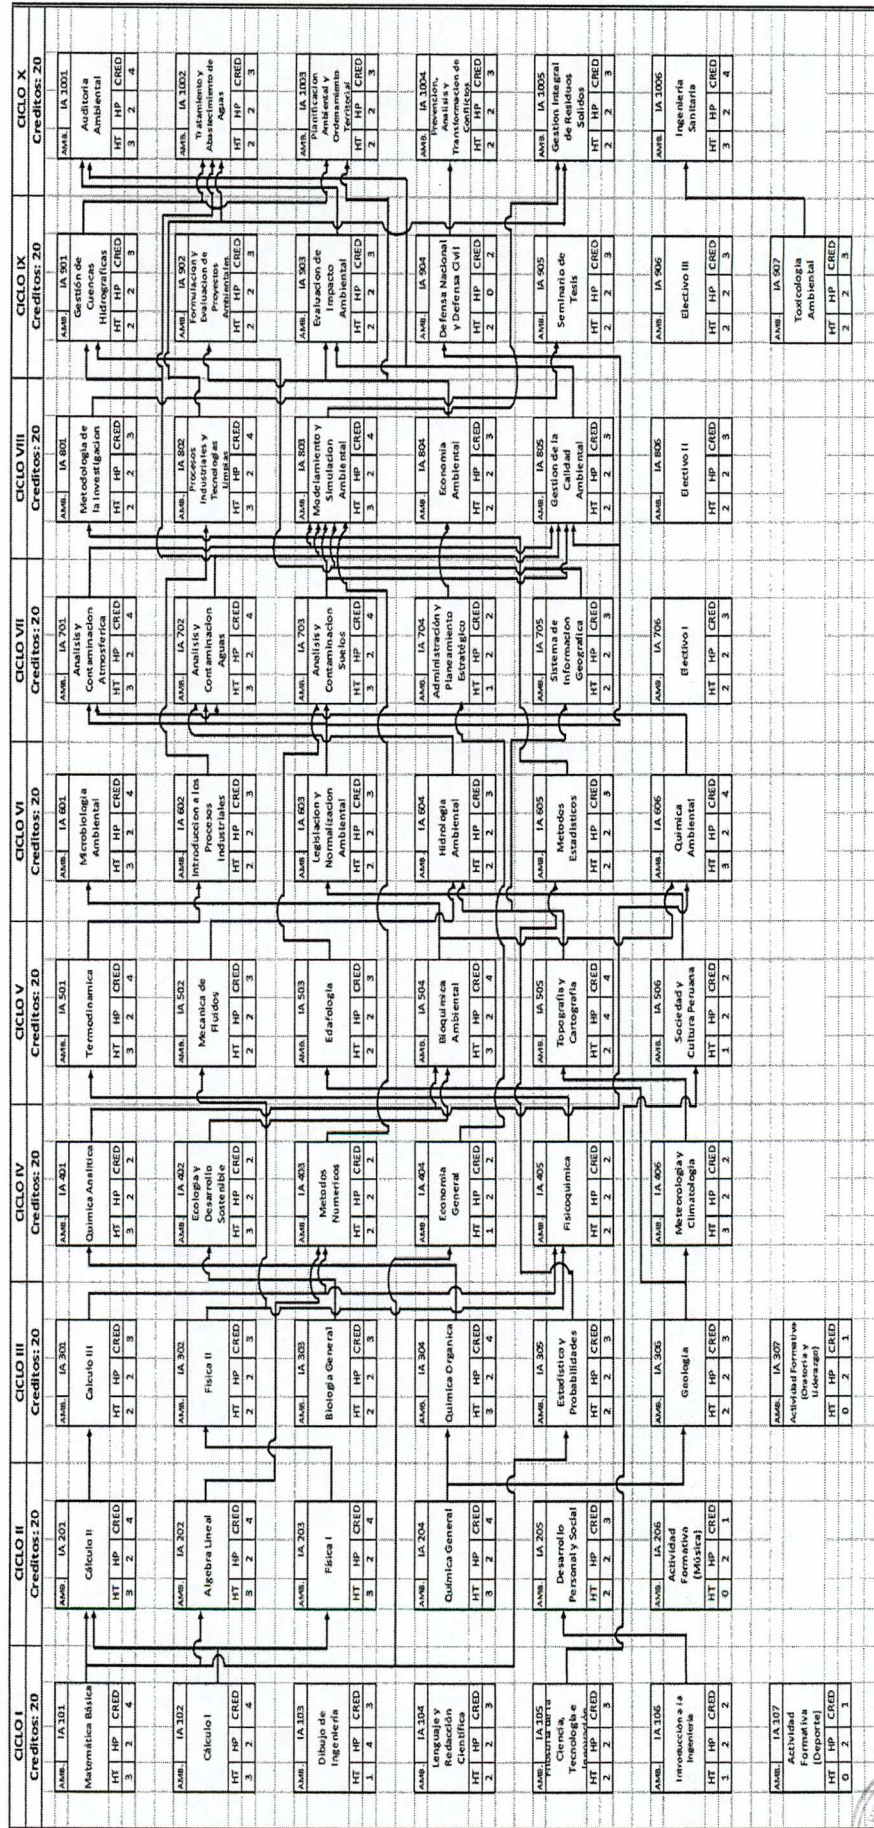 CICLO I
Creditos: 20
AMB. IA 101
Matemática Básica
HT HP CRED
3 2 4
AMB. IA 102
Cálculo I
HT HP CRED
3 2 4
AMB. IA 103
Dibujo de
Ingeniería
HT HP CRED
1 4 3
AMB. IA 104
Lenguaje y
Redacción
Científica
HT HP CRED
2 2 3
AMB. IA 105
Ciencia,
Tecnología e
HT HP CRED
2 2 3
AMB. IA 106
Introducción a la
Ingeniería
HT HP CRED
1 2 2
AMB. IA 107
Actividad
Formativa
(Deporte)
HT HP CRED
0 2 1
CICLO II
Creditos: 20
AMB. IA 201
Cálculo II
HT HP CRED
3 2 4
AMB. IA 202
Algebra Lineal
HT HP CRED
3 2 4
AMB. IA 203
Física I
HT HP CRED
3 2 4
AMB. IA 204
Química General
HT HP CRED
3 2 4
AMB. IA 205
Desarrollo
Personal y Social
HT HP CRED
2 2 3
AMB. IA 206
Actividad
Formativa
(Música)
HT HP CRED
0 2 1
CICLO III
Creditos: 20
AMB. IA 301
Calculo III
HT HP CRED
2 2 3
AMB. IA 302
Fisica II
HT HP CRED
2 2 3
AMB. IA 303
Biologia General
HT HP CRED
2 2 3
AMB. IA 304
Quimica Organica
HT HP CRED
3 2 4
AMB. IA 305
Estadistica y
Probabilidades
HT HP CRED
2 2 3
AMB. IA 306
Geologia
HT HP CRED
2 2 3
AMB. IA 307
Actividad Formativa
(Oratoria y
Liderazgo)
HT HP CRED
0 2 1
CICLO IV
Creditos: 20
AMB. IA 401
Quimica Analitica
HT HP CRED
3 2 2
AMB. IA 402
Ecologia y
Desarrollo
Sostenible
HT HP CRED
3 2 2
AMB. IA 403
Metodos
Numericos
HT HP CRED
2 2 2
AMB. IA 404
Economia
General
HT HP CRED
1 2 2
AMB. IA 405
Fisicoquimica
HT HP CRED
2 2 2
AMB. IA 406
Meteorologia y
Climatologia
HT HP CRED
3 2 2
CICLO V
Creditos: 20
AMB. IA 501
Termodinamica
HT HP CRED
3 2 4
AMB. IA 502
Mecanica de
Fluidos
HT HP CRED
2 2 3
AMB. IA 503
Edafologia
HT HP CRED
2 2 3
AMB. IA 504
Bioquimica
Ambiental
HT HP CRED
3 2 4
AMB. IA 505
Topografia y
Cartografia
HT HP CRED
2 4 4
AMB. IA 506
Sociedad y
Cultura Peruana
HT HP CRED
1 2 2
CICLO VI
Creditos: 20
AMB. IA 601
Microbiologia
Ambiental
HT HP CRED
3 2 4
AMB. IA 602
Introduccion a los
Procesos
Industriales
HT HP CRED
2 2 3
AMB. IA 603
Legislacion y
Normalizacion
Ambiental
HT HP CRED
2 2 3
AMB. IA 604
Hidrologia
Ambiental
HT HP CRED
2 2 3
AMB. IA 605
Metodos
Estadisticos
HT HP CRED
2 2 3
AMB. IA 606
Quimica
Ambiental
HT HP CRED
3 2 4
CICLO VII
Creditos: 20
AMB. IA 701
Analisis y
Contaminacion
Atmosferica
HT HP CRED
3 2 4
AMB. IA 702
Analisis y
Contaminacion
Aguas
HT HP CRED
3 2 4
AMB. IA 703
Analisis y
Contaminacion
Suelos
HT HP CRED
3 2 4
AMB. IA 704
Administración y
Planeamiento
Estratégico
HT HP CRED
1 2 2
AMB. IA 705
Sistema de
Informacion
Geografica
HT HP CRED
2 2 3
AMB. IA 706
Electivo I
HT HP CRED
2 2 3
CICLO VIII
Creditos: 20
AMB. IA 801
Metodologia de
la Investigacion
HT HP CRED
2 2 3
AMB. IA 802
Procesos
Industriales y
Tecnologias
Limpias
HT HP CRED
3 2 4
AMB. IA 803
Modelamiento y
Simulacion
Ambiental
HT HP CRED
3 2 4
AMB. IA 804
Economia
Ambiental
HT HP CRED
2 2 3
AMB. IA 805
Gestion de la
Calidad
Ambiental
HT HP CRED
2 2 3
AMB. IA 806
Electivo II
HT HP CRED
2 2 3
CICLO IX
Creditos: 20
AMB. IA 901
Gestión de
Cuencas
Hidrograficas
HT HP CRED
2 2 3
AMB. IA 902
Formulacion y
Evaluacion de
Proyectos
Ambientales
HT HP CRED
2 2 3
AMB. IA 903
Evaluacion de
Impacto
Ambiental
HT HP CRED
2 2 3
AMB. IA 904
Defensa Nacional
y Defensa Civil
HT HP CRED
2 0 2
AMB. IA 905
Seminario de
Tesis
HT HP CRED
2 2 3
AMB. IA 906
Electivo III
HT HP CRED
2 2 3
AMB. IA 907
Toxicologia
Ambiental
HT HP CRED
2 2 3
CICLO X
Creditos: 20
AMB. IA 1001
Auditoria
Ambiental
HT HP CRED
3 2 4
AMB. IA 1002
Tratamiento y
Abastecimiento de
Aguas
HT HP CRED
2 2 3
AMB. IA 1003
Planificacion
Ambiental y
Ordenamiento
Territorial
HT HP CRED
2 2 3
AMB. IA 1004
Prevencion,
Analisis y
Transformacion de
Conflictos
HT HP CRED
2 2 3
AMB. IA 1005
Gestion Integral
de Residuos
Solidos
HT HP CRED
2 2 3
AMB. IA 1006
Ingenieria
Sanitaria
HT HP CRED
3 2 4